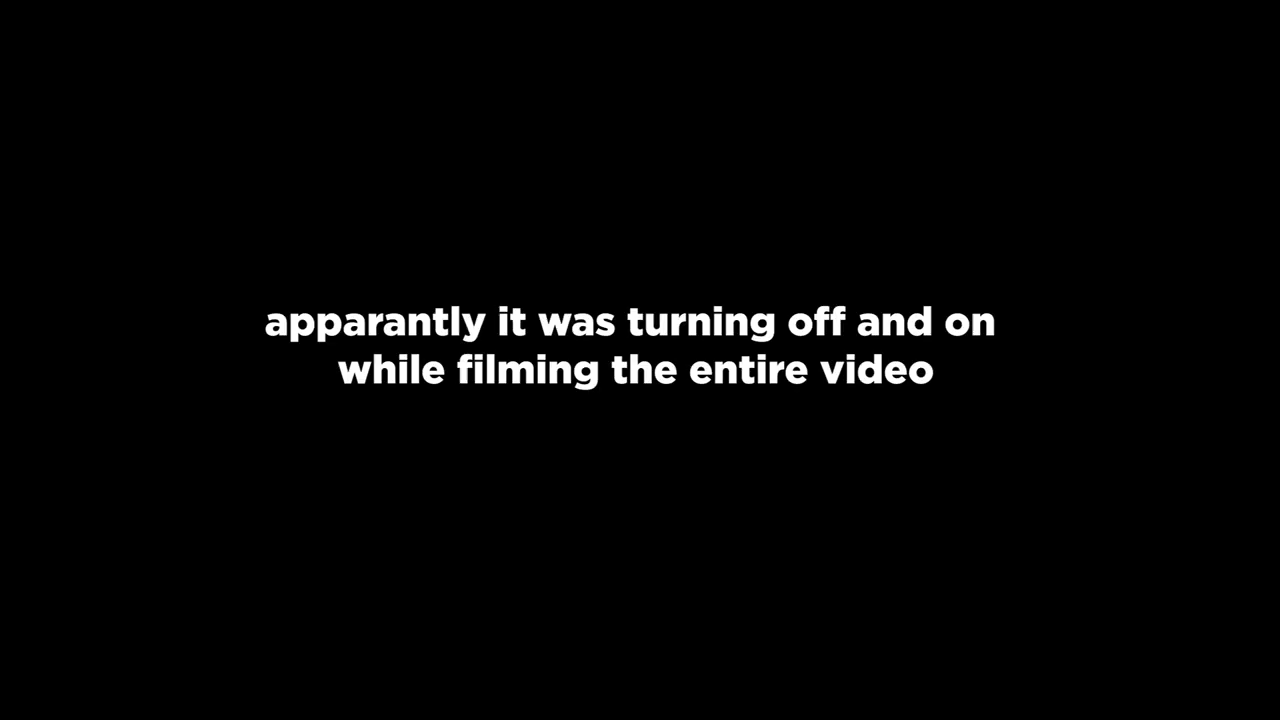 apparantly it was turning off and on
while filming the entire video